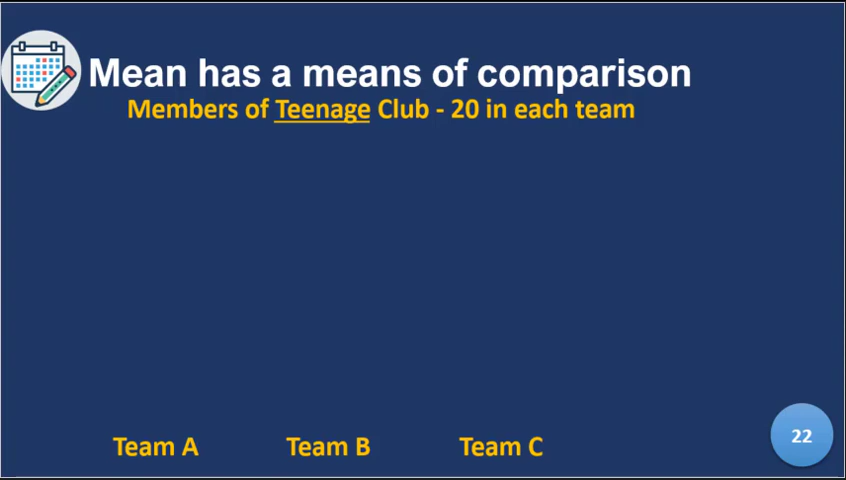 Mean has a means of comparison
Members of Teenage Club - 20 in each team
Team A Team B Team C
22